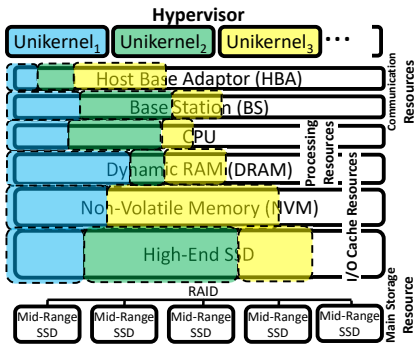 Hypervisor
Unikernel1 Unikernel2 Unikernel3 ···
Host Base Adaptor (HBA)
Base Station (BS)
CPU
Dynamic RAM (DRAM)
Non-Volatile Memory (NVM)
High-End SSD
Communication
Resources
Processing
Resources
I/O Cache Resources
Main Storage
Resource
RAID
Mid-Range Mid-Range Mid-Range Mid-Range Mid-Range
SSD SSD SSD SSD SSD